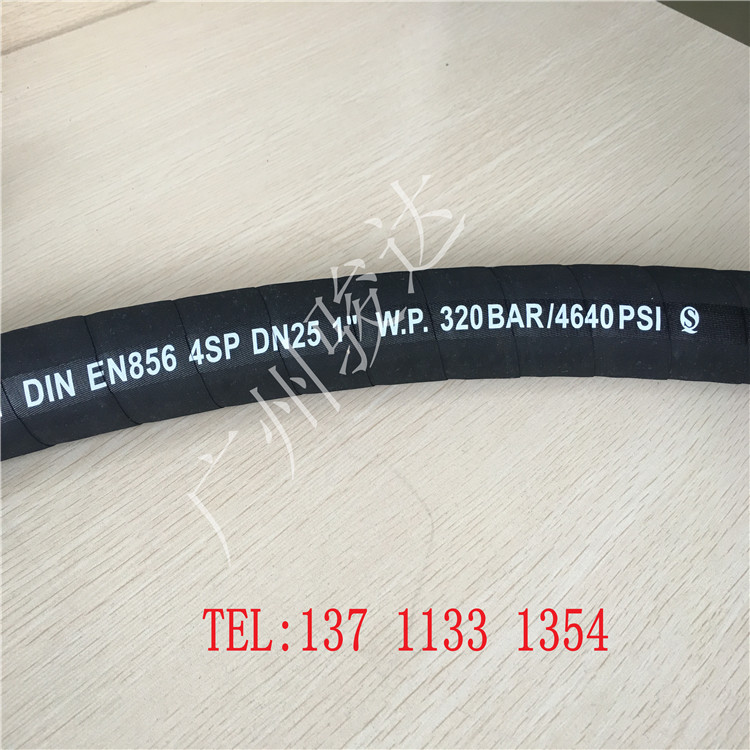 DIN EN856 4SP DN25 1" W.P. 320BAR/4640PSI
广州骏达
TEL:137 1133 1354